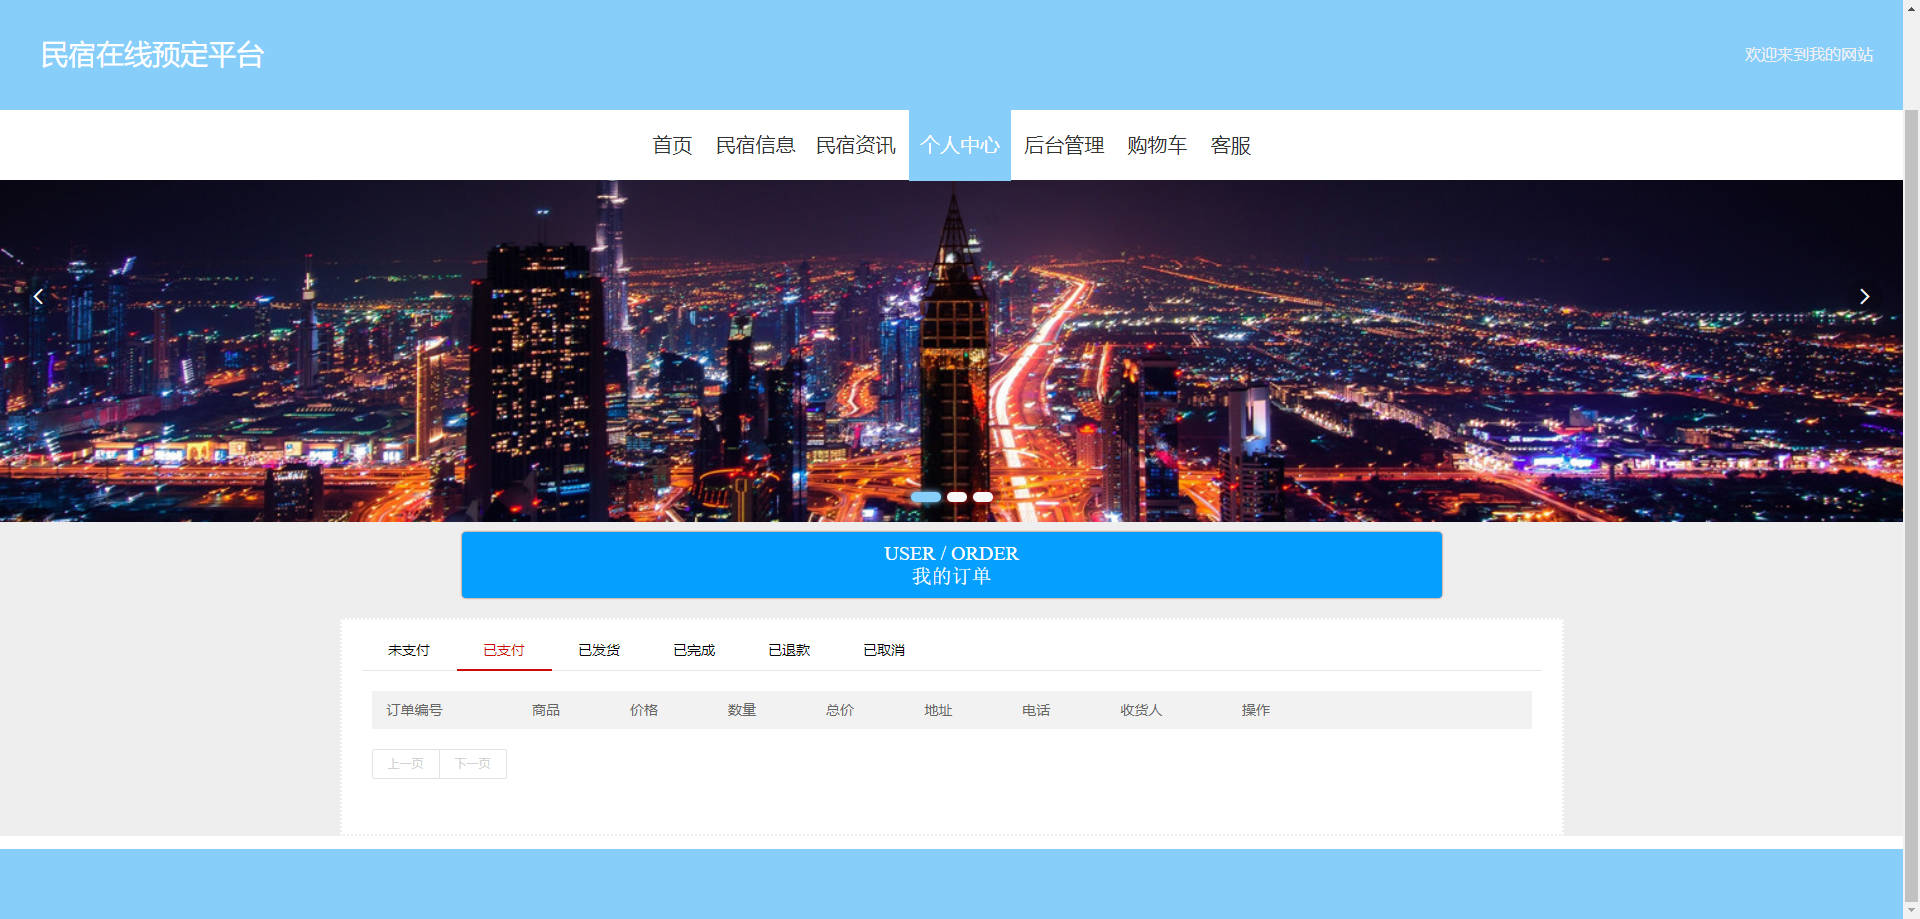 民宿在线预定平台
欢迎来到我的网站
首页 民宿信息 民宿资讯 个人中心 后台管理 购物车 客服
USER / ORDER
我的订单
未支付 已支付 已发货 已完成 已退款 已取消
订单编号 商品 价格 数量 总价 地址 电话 收货人 操作
上一页 下一页